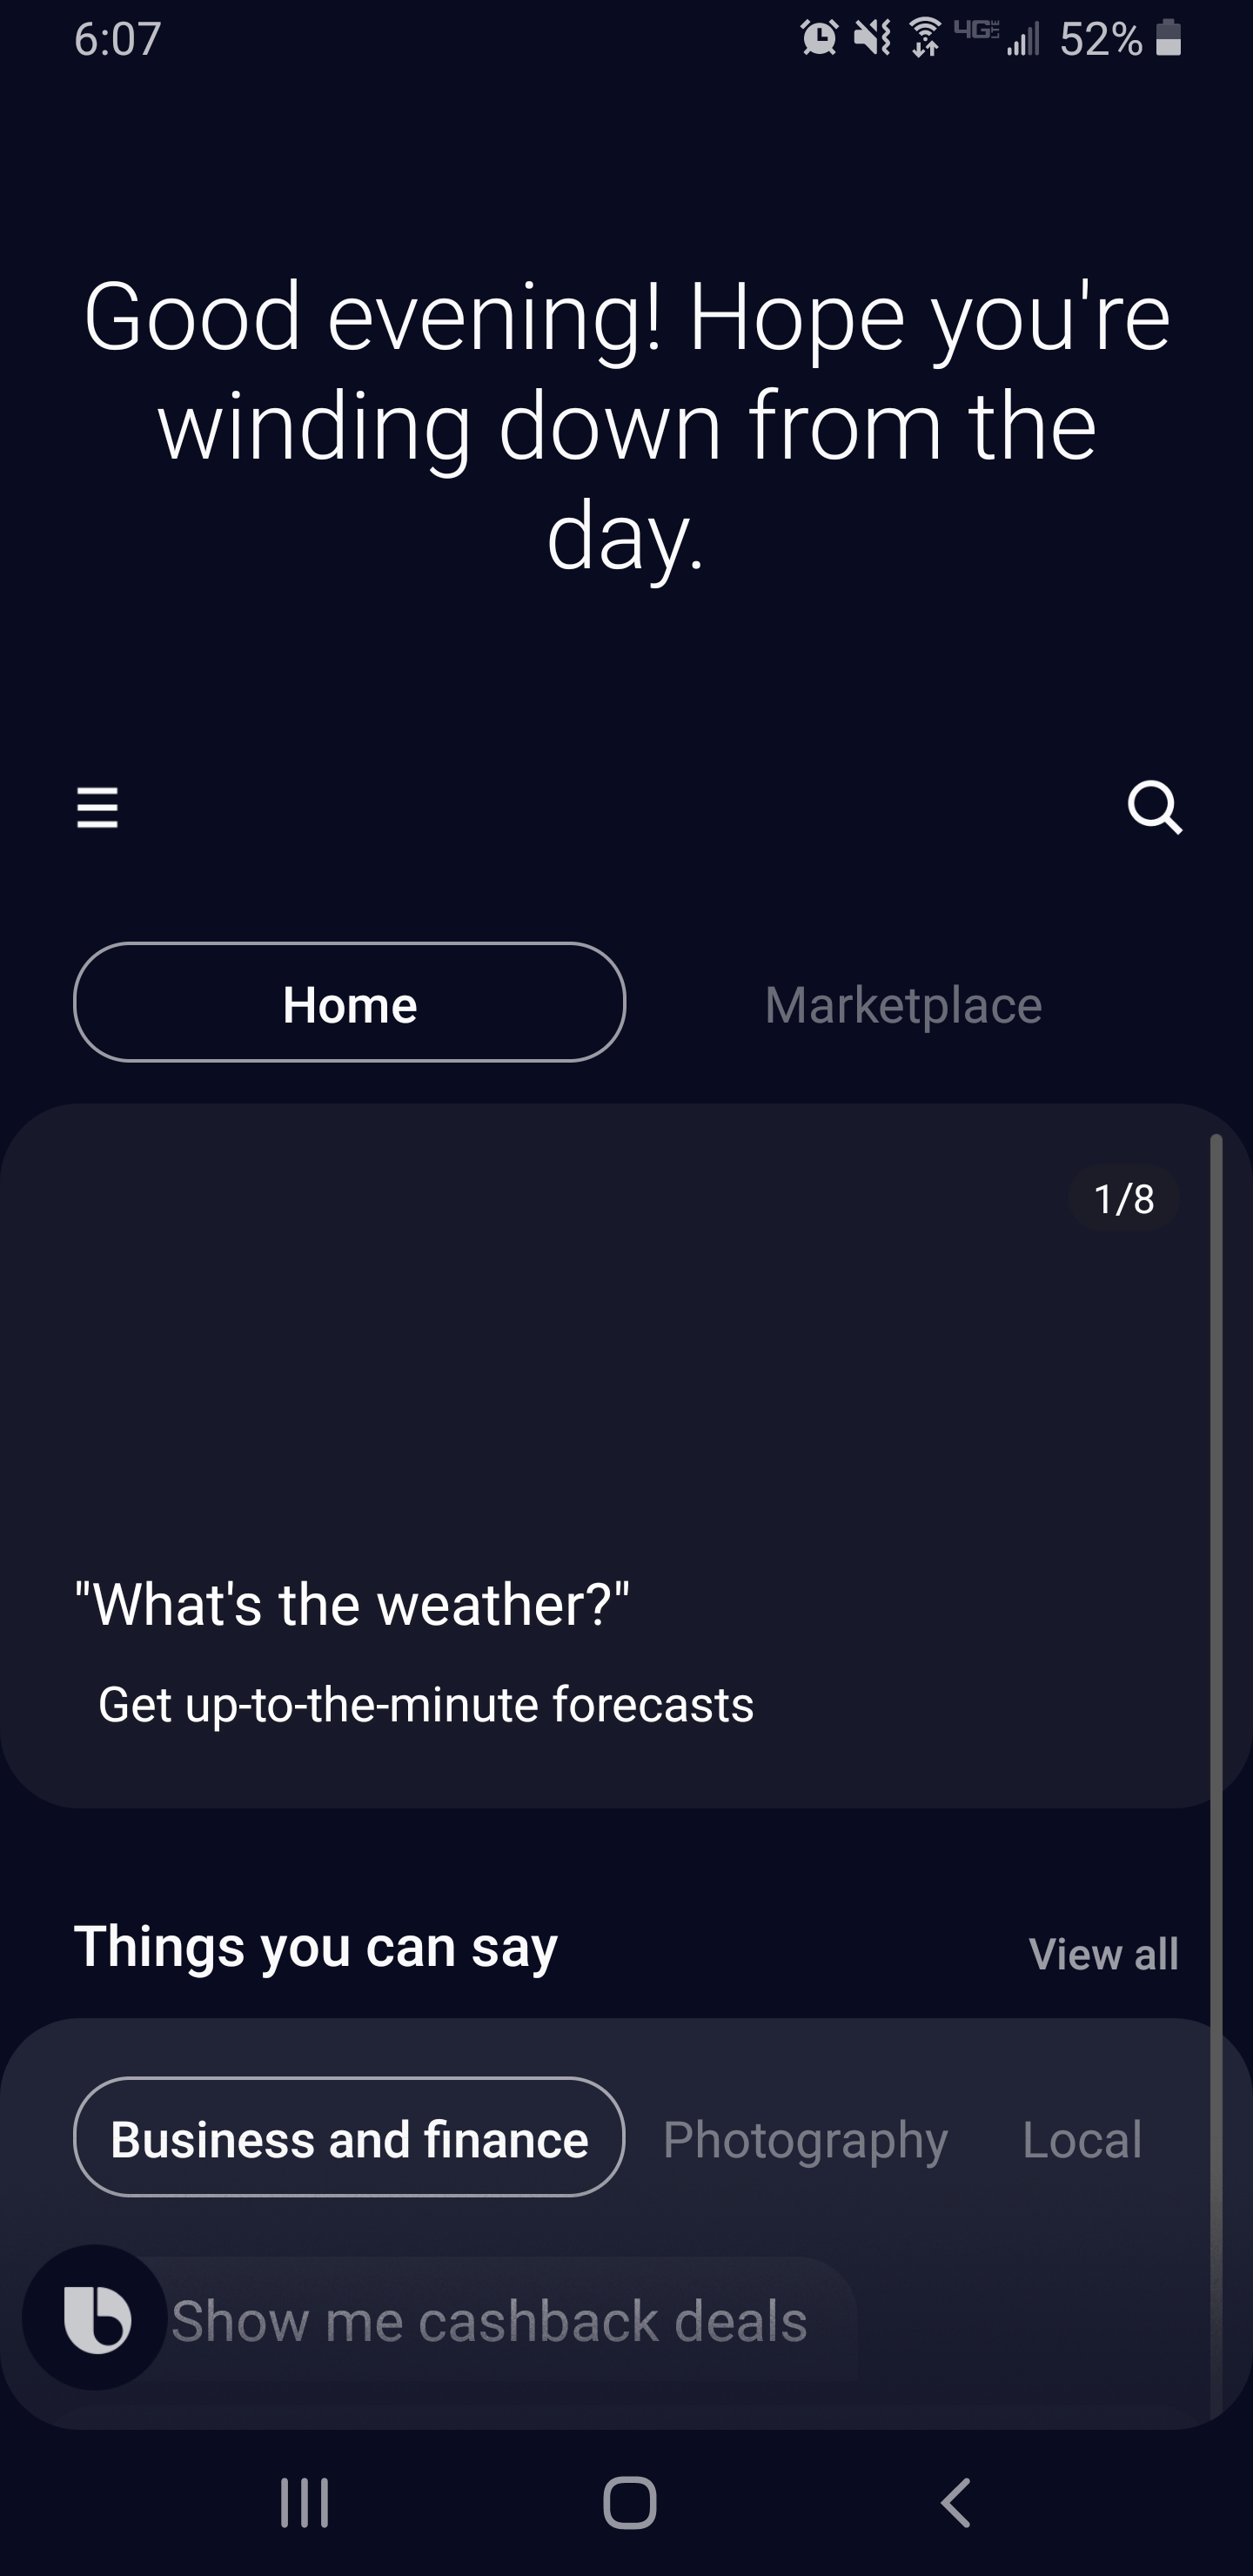 6:07 4G LTE 52%
Good evening! Hope you're
winding down from the
day.
Home Marketplace
1/8
"What's the weather?"
Get up-to-the-minute forecasts
Things you can say View all
Business and finance Photography Local
Show me cashback deals